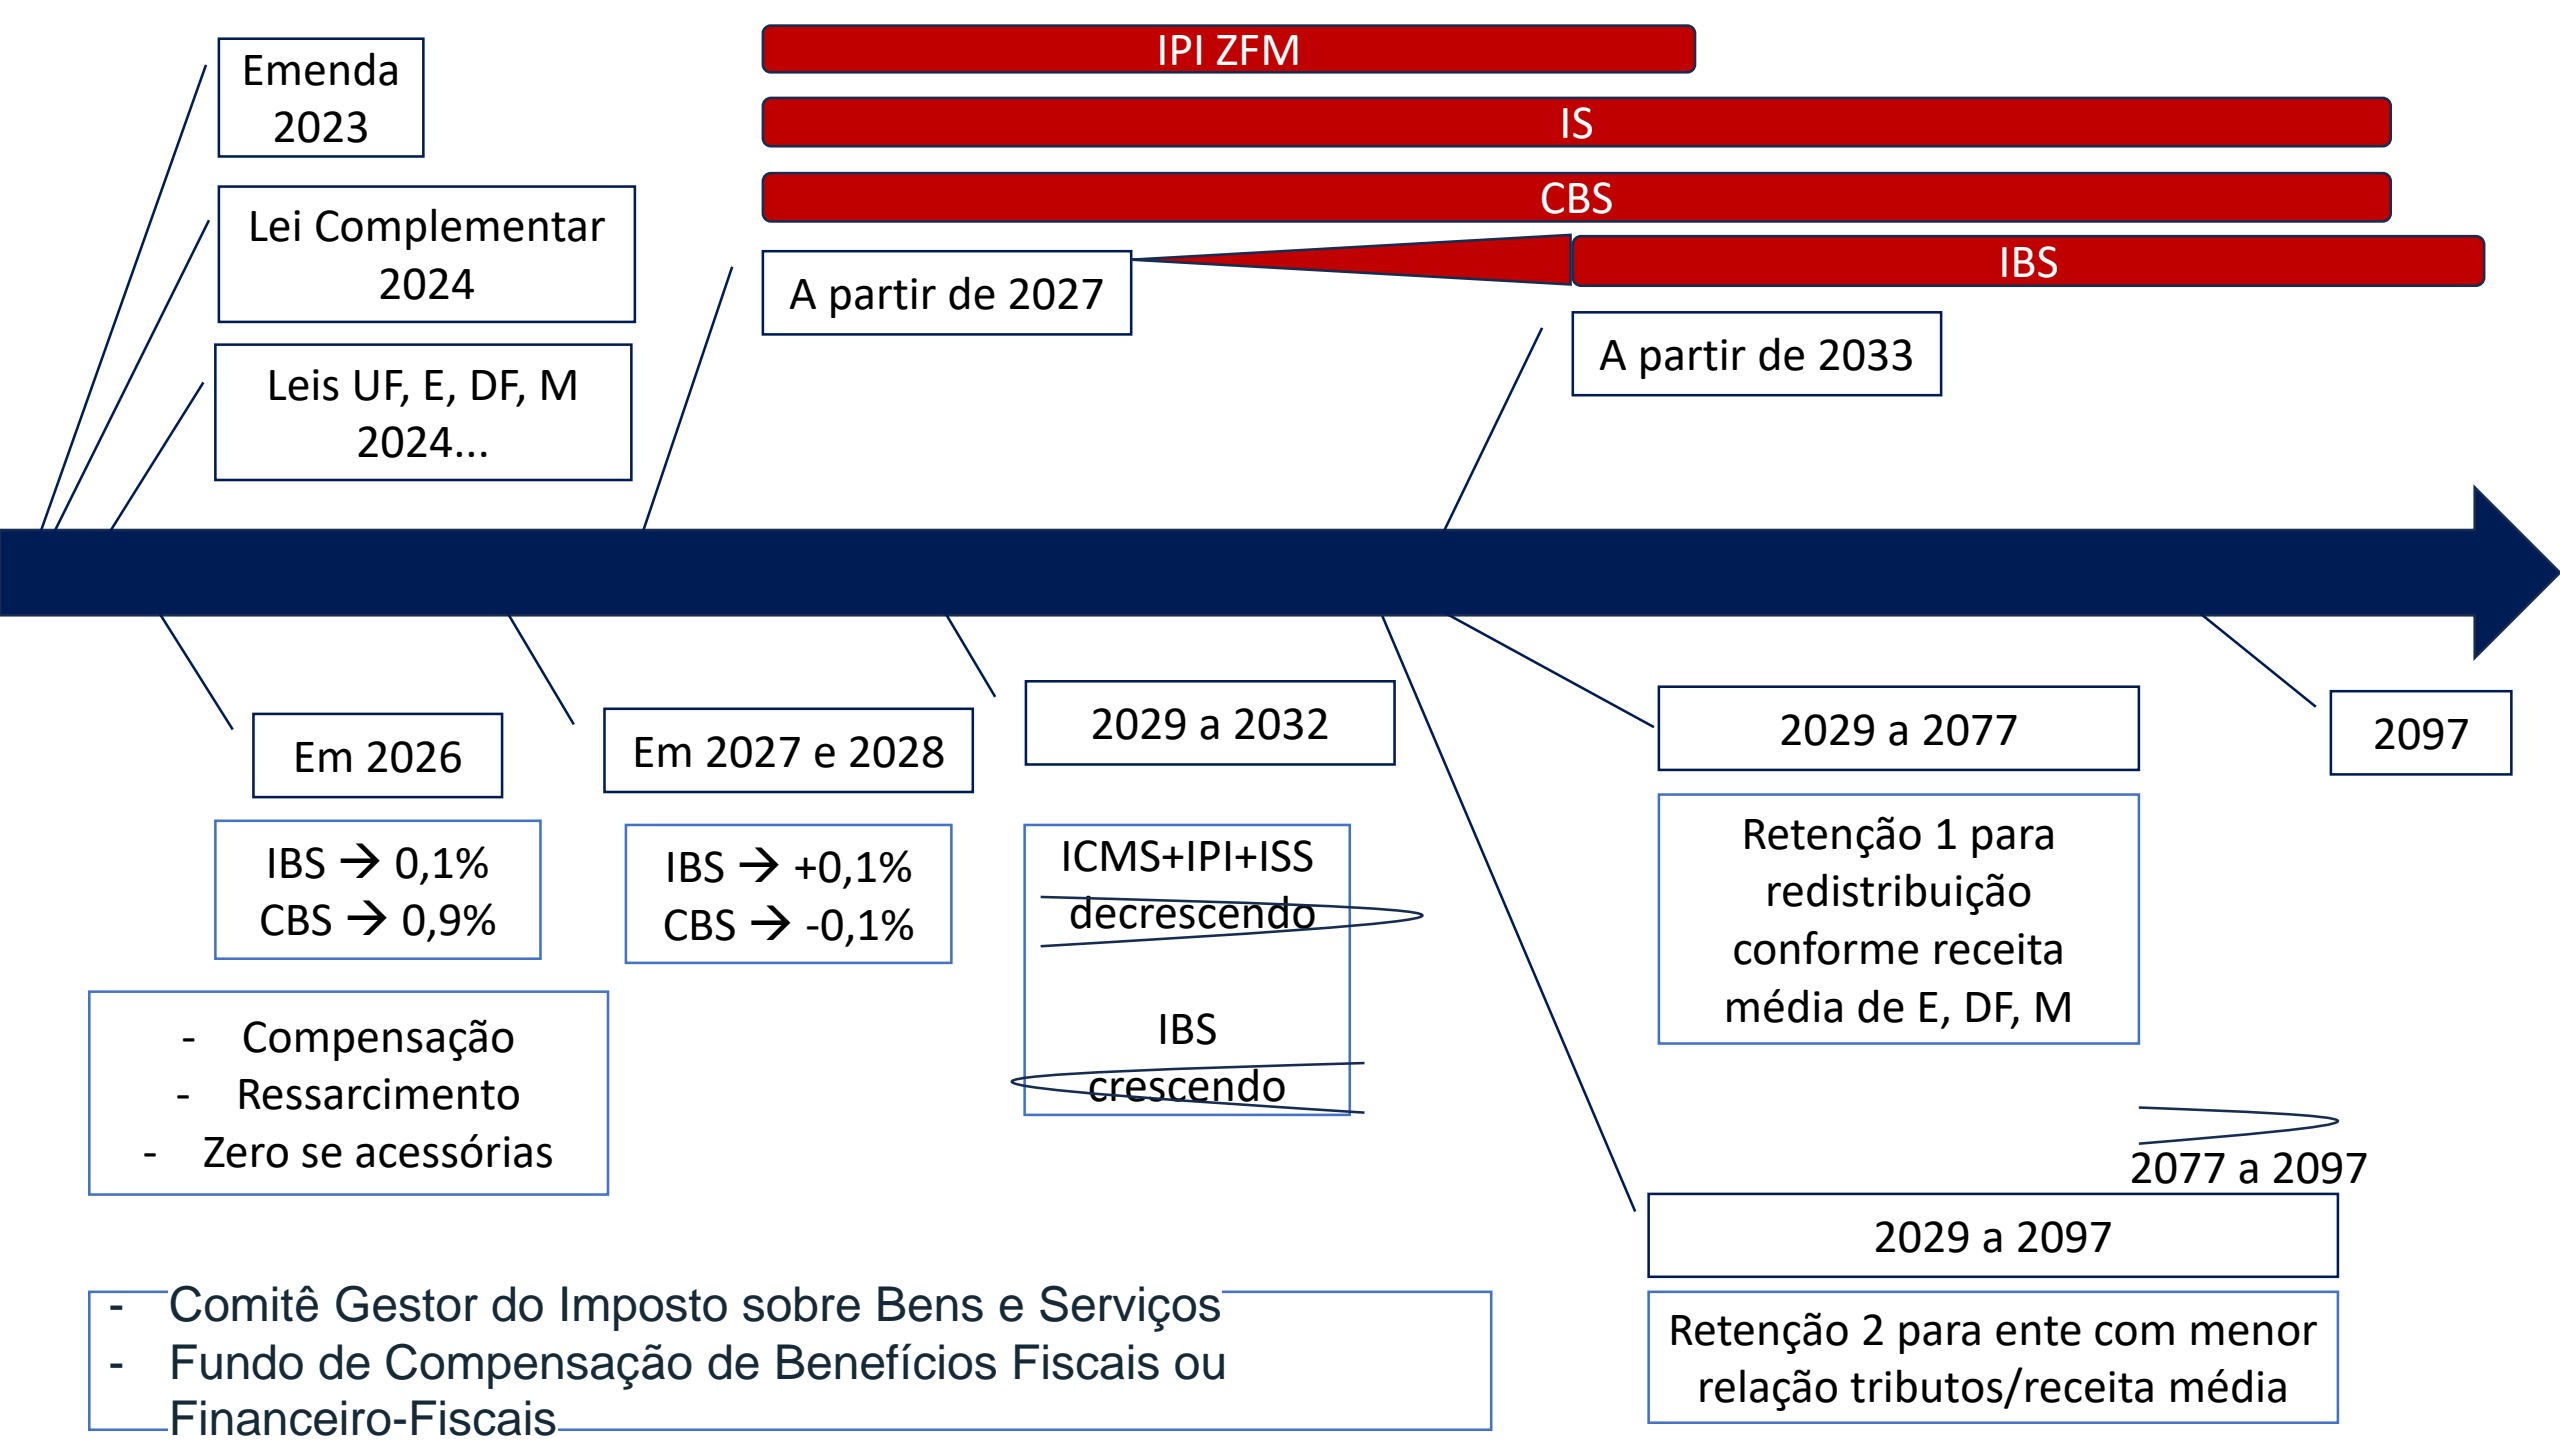 Emenda
2023
Lei Complementar
2024
Leis UF, E, DF, M
2024...
IPI ZFM
IS
CBS
IBS
A partir de 2027
A partir de 2033
Em 2026
IBS → 0,1%
CBS → 0,9%
- Compensação
- Ressarcimento
- Zero se acessórias
Em 2027 e 2028
IBS → +0,1%
CBS → -0,1%
2029 a 2032
ICMS+IPI+ISS
decrescendo
IBS
crescendo
2029 a 2077
Retenção 1 para
redistribuição
conforme receita
média de E, DF, M
2097
2077 a 2097
2029 a 2097
Retenção 2 para ente com menor
relação tributos/receita média
- Comitê Gestor do Imposto sobre Bens e Serviços
- Fundo de Compensação de Benefícios Fiscais ou
Financeiro-Fiscais